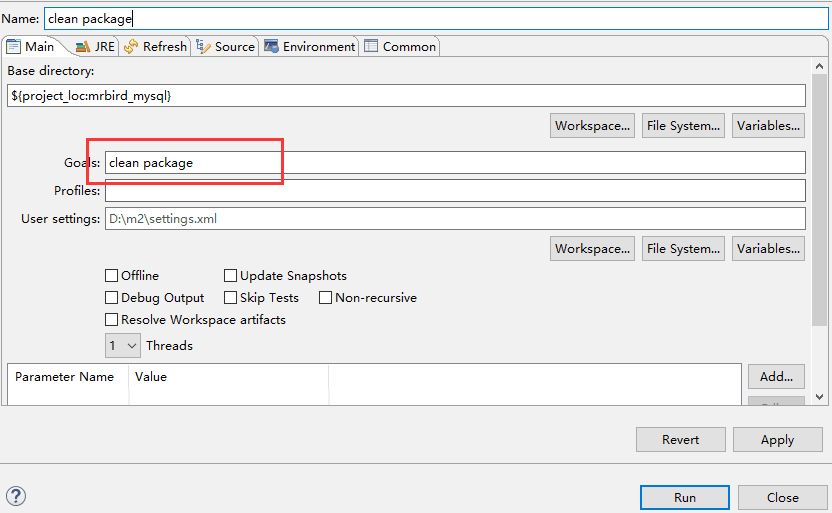 Name: clean package
Main JRE Refresh Source Environment Common
Base directory:
${project_loc:mrbird_mysql}
Workspace... File System... Variables...
Goals: clean package
Profiles:
User settings: D:\m2\settings.xml
Workspace... File System... Variables...
Offline Update Snapshots
Debug Output Skip Tests Non-recursive
Resolve Workspace artifacts
1 Threads
Parameter Name Value Add...
Revert Apply
? Run Close